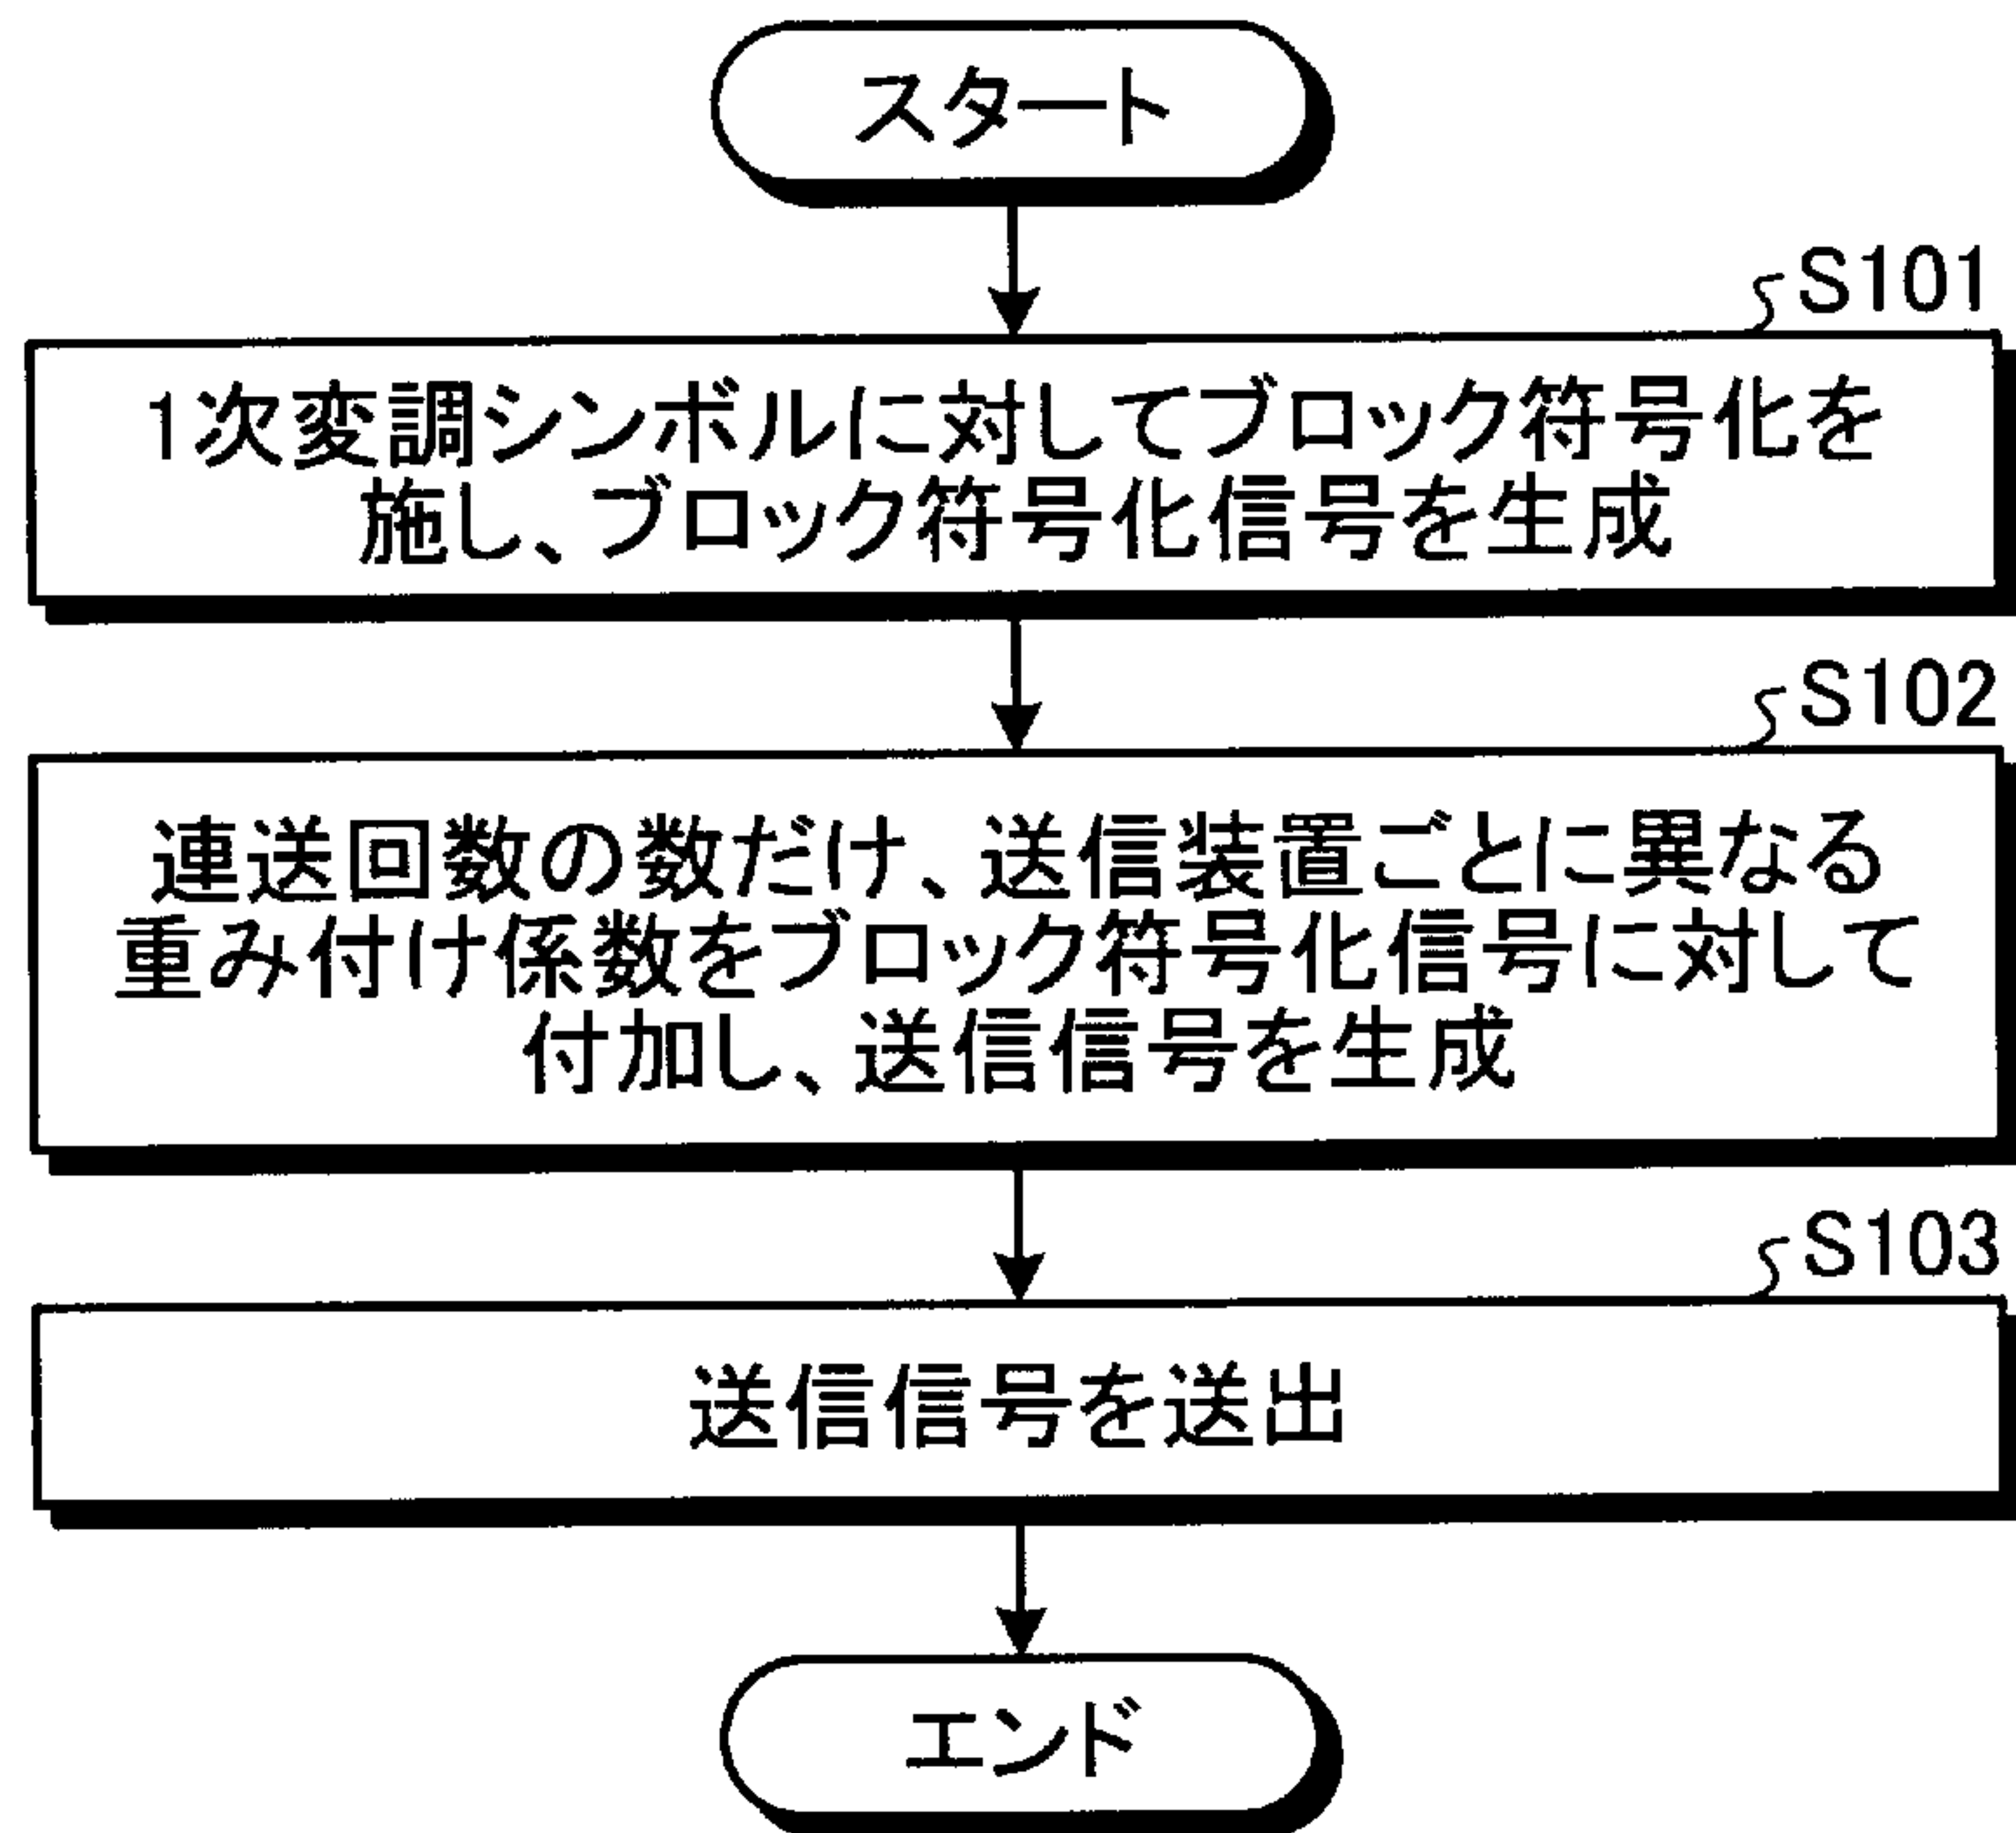 スタート
S101
1次変調シンボルに対してブロック符号化を
施し、ブロック符号化信号を生成
S102
連送回数の数だけ、送信装置ごとに異なる
重み付け係数をブロック符号化信号に対して
付加し、送信信号を生成
S103
送信信号を送出
エンド